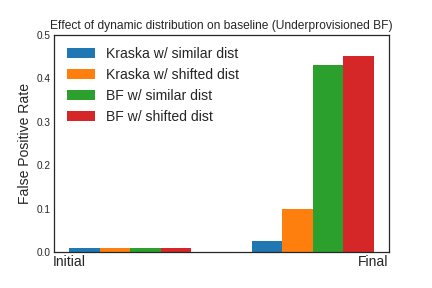 Effect of dynamic distribution on baseline (Underprovisioned BF)
Kraska w/ similar dist
Kraska w/ shifted dist
BF w/ similar dist
BF w/ shifted dist
False Positive Rate
0.5
0.4
0.3
0.2
0.1
0.0
Initial
Final